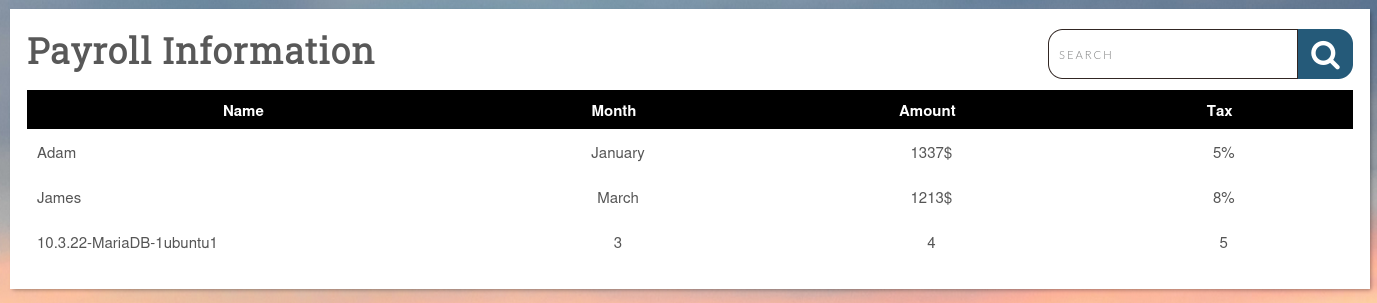 Payroll Information
SEARCH
Name Month Amount Tax
Adam January 1337$ 5%
James March 1213$ 8%
10.3.22-MariaDB-1ubuntu1 3 4 5